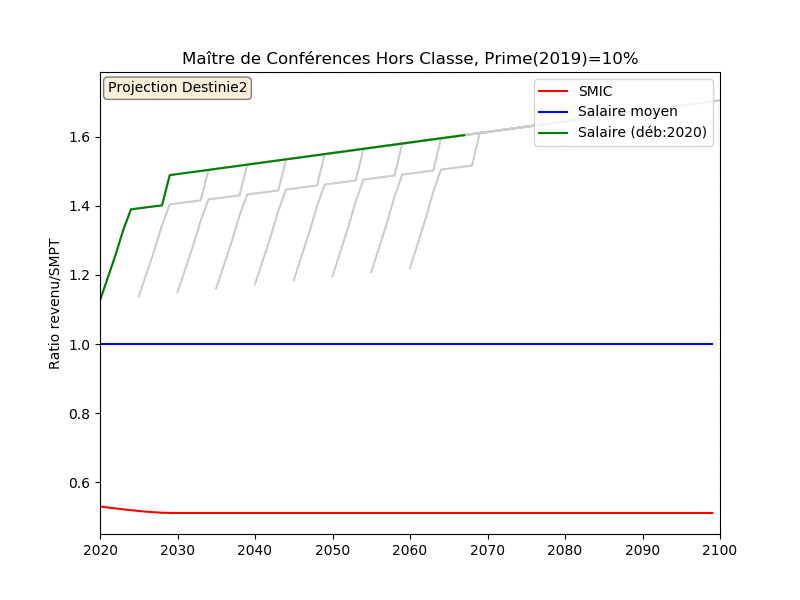 Maître de Conférences Hors Classe, Prime(2019)=10%
Projection Destinie2
SMIC
Salaire moyen
Salaire (déb:2020)
Ratio revenu/SMPT
1.6
1.4
1.2
1.0
0.8
0.6
2020 2030 2040 2050 2060 2070 2080 2090 2100